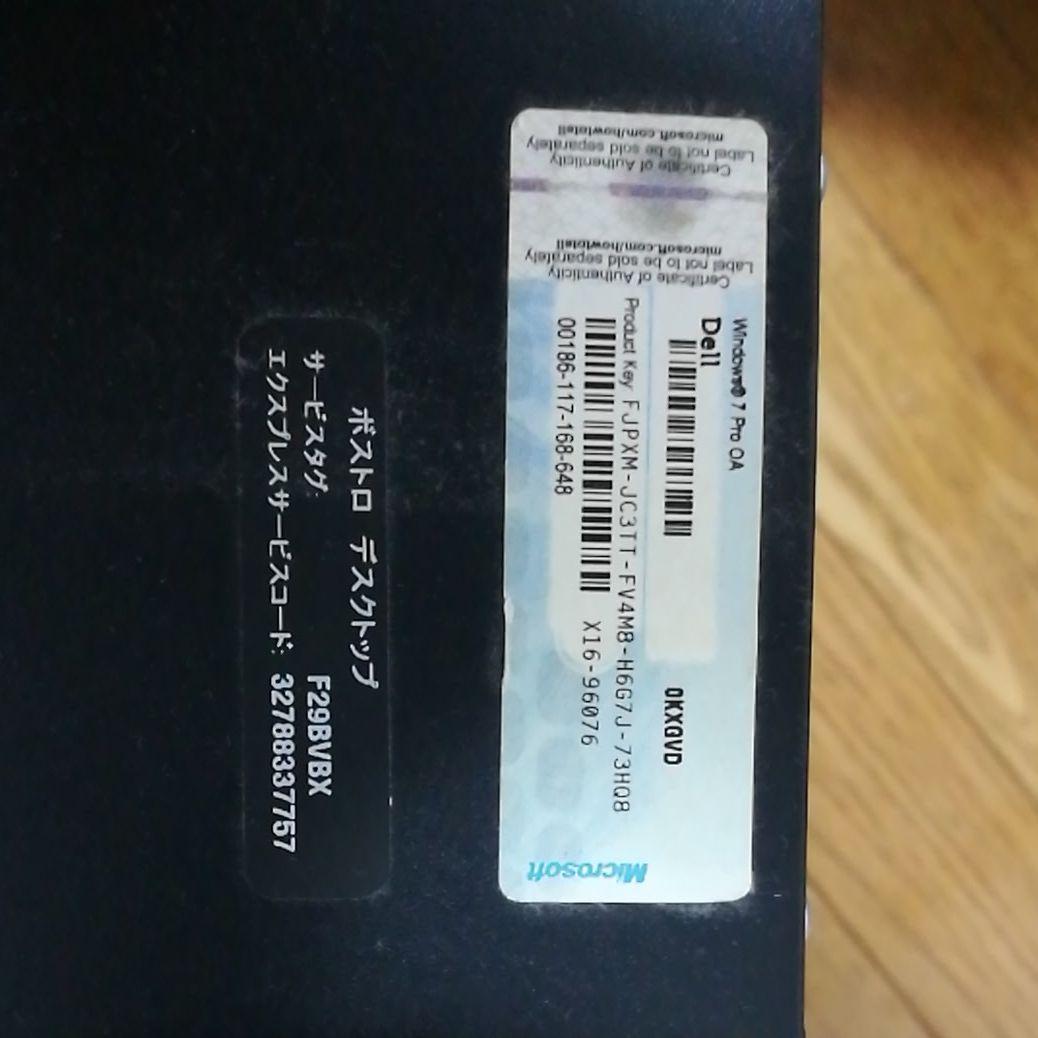 Certificate of Authenticity
Label not to be sold separately
microsoft.com/howtotell
Certificate of Authenticity
Label not to be sold separately
microsoft.com/howtotell
Windows® 7 Pro OA
Dell
0KXGVD
Product Key: FJPXM-JC3TT-FV4M8-H6G7J-73HQ8
X16-96076
00186-117-168-648
Microsoft
ボストロ デスクトップ
サービスタグ: F29BVBX
エクスプレスサービスコード: 32788337757